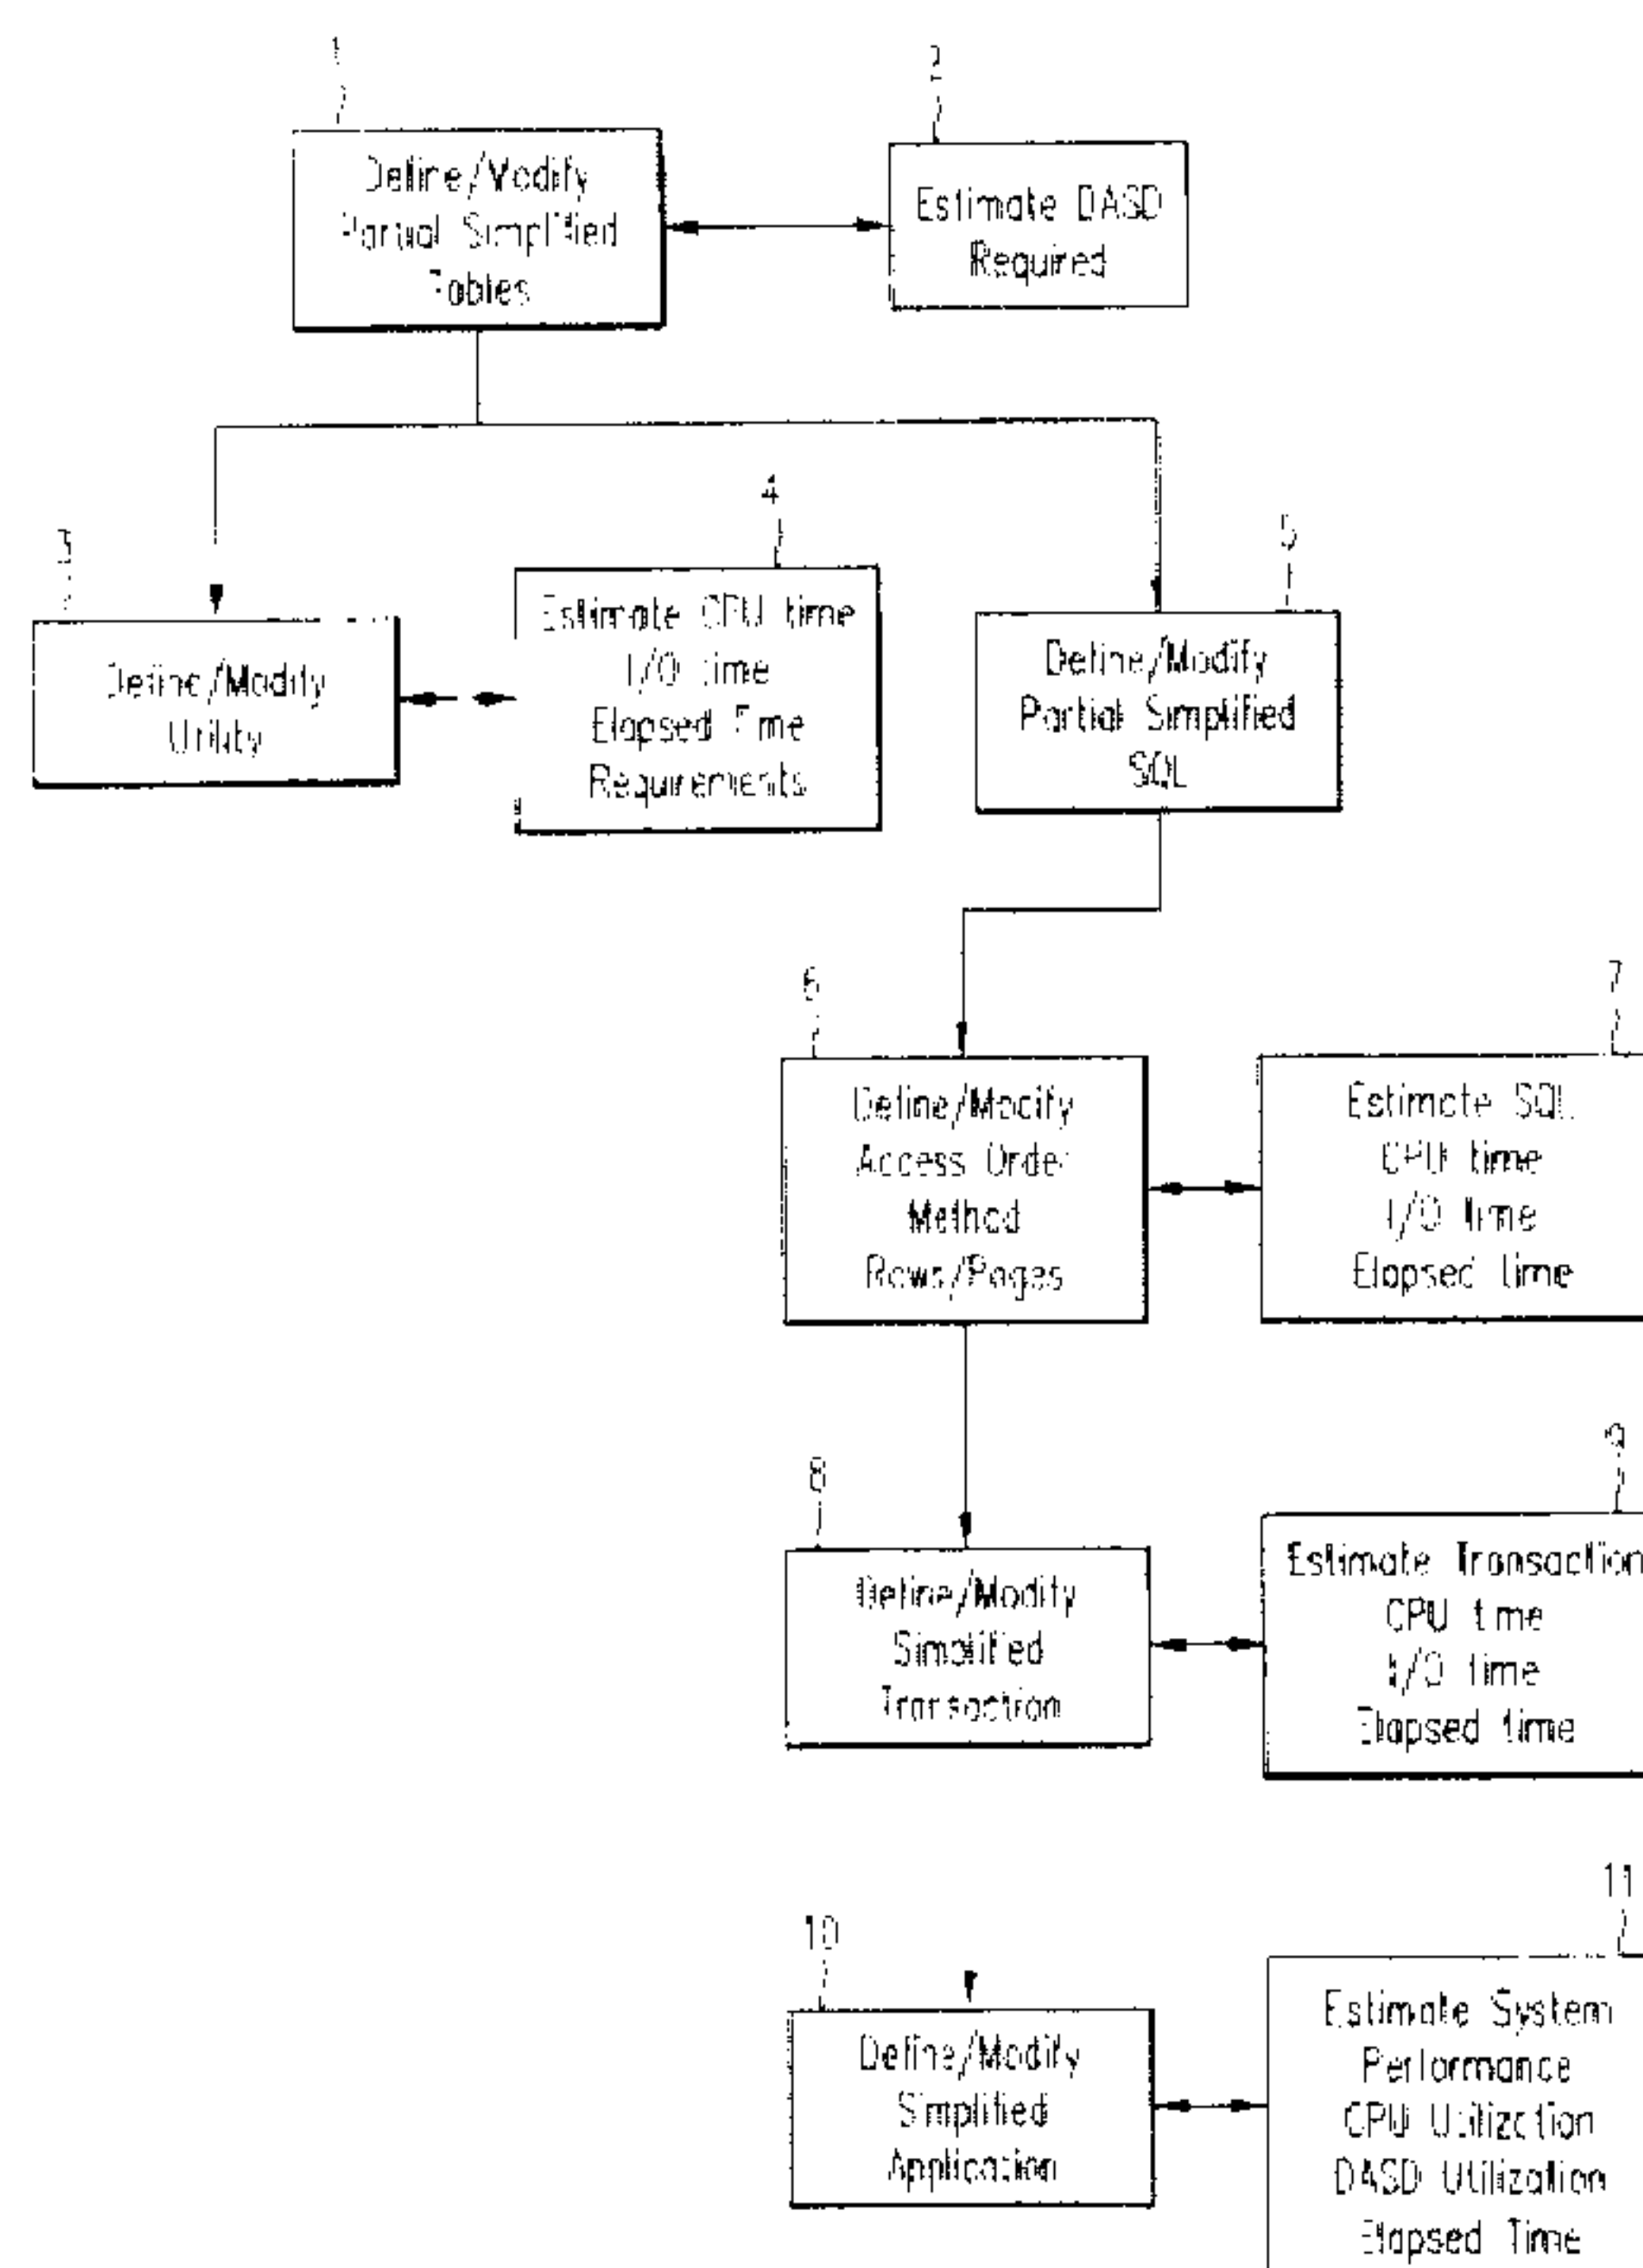 1
2
Define/Modify
Partial Simplified
Tables
Estimate DASD
Required
3
4
5
Define/Modify
Utility
Estimate CPU time
I/O time
Elapsed Time
Requirements
Define/Modify
Partial Simplified
SQL
6
7
Define/Modify
Access Order
Method
Rows/Pages
Estimate SQL
CPU time
I/O time
Elapsed time
8
9
Define/Modify
Simplified
Transaction
Estimate Transaction
CPU time
I/O time
Elapsed time
10
11
Define/Modify
Simplified
Application
Estimate System
Performance
CPU Utilization
DASD Utilization
Elapsed Time